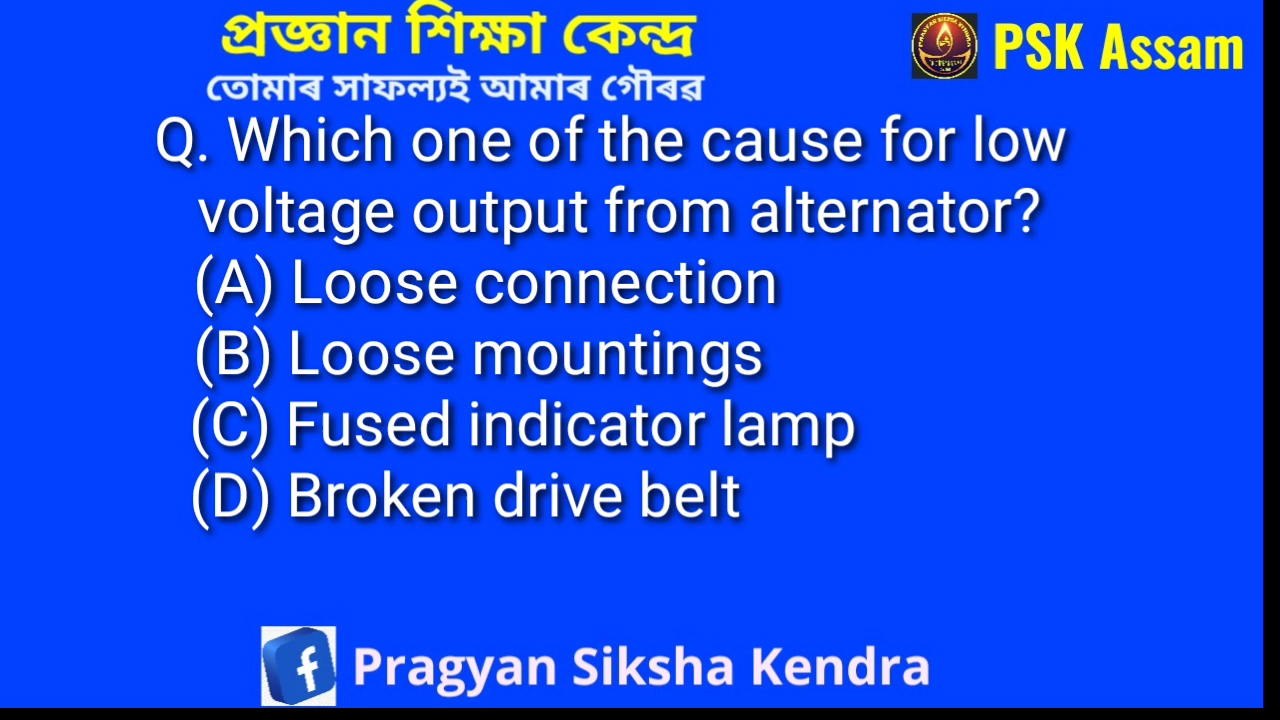 প্ৰজ্ঞান শিক্ষা কেন্দ্ৰ
PSK Assam
তোমাৰ সাফল্যই আমাৰ গৌৰৱ
Q. Which one of the cause for low
voltage output from alternator?
(A) Loose connection
(B) Loose mountings
(C) Fused indicator lamp
(D) Broken drive belt
f Pragyan Siksha Kendra